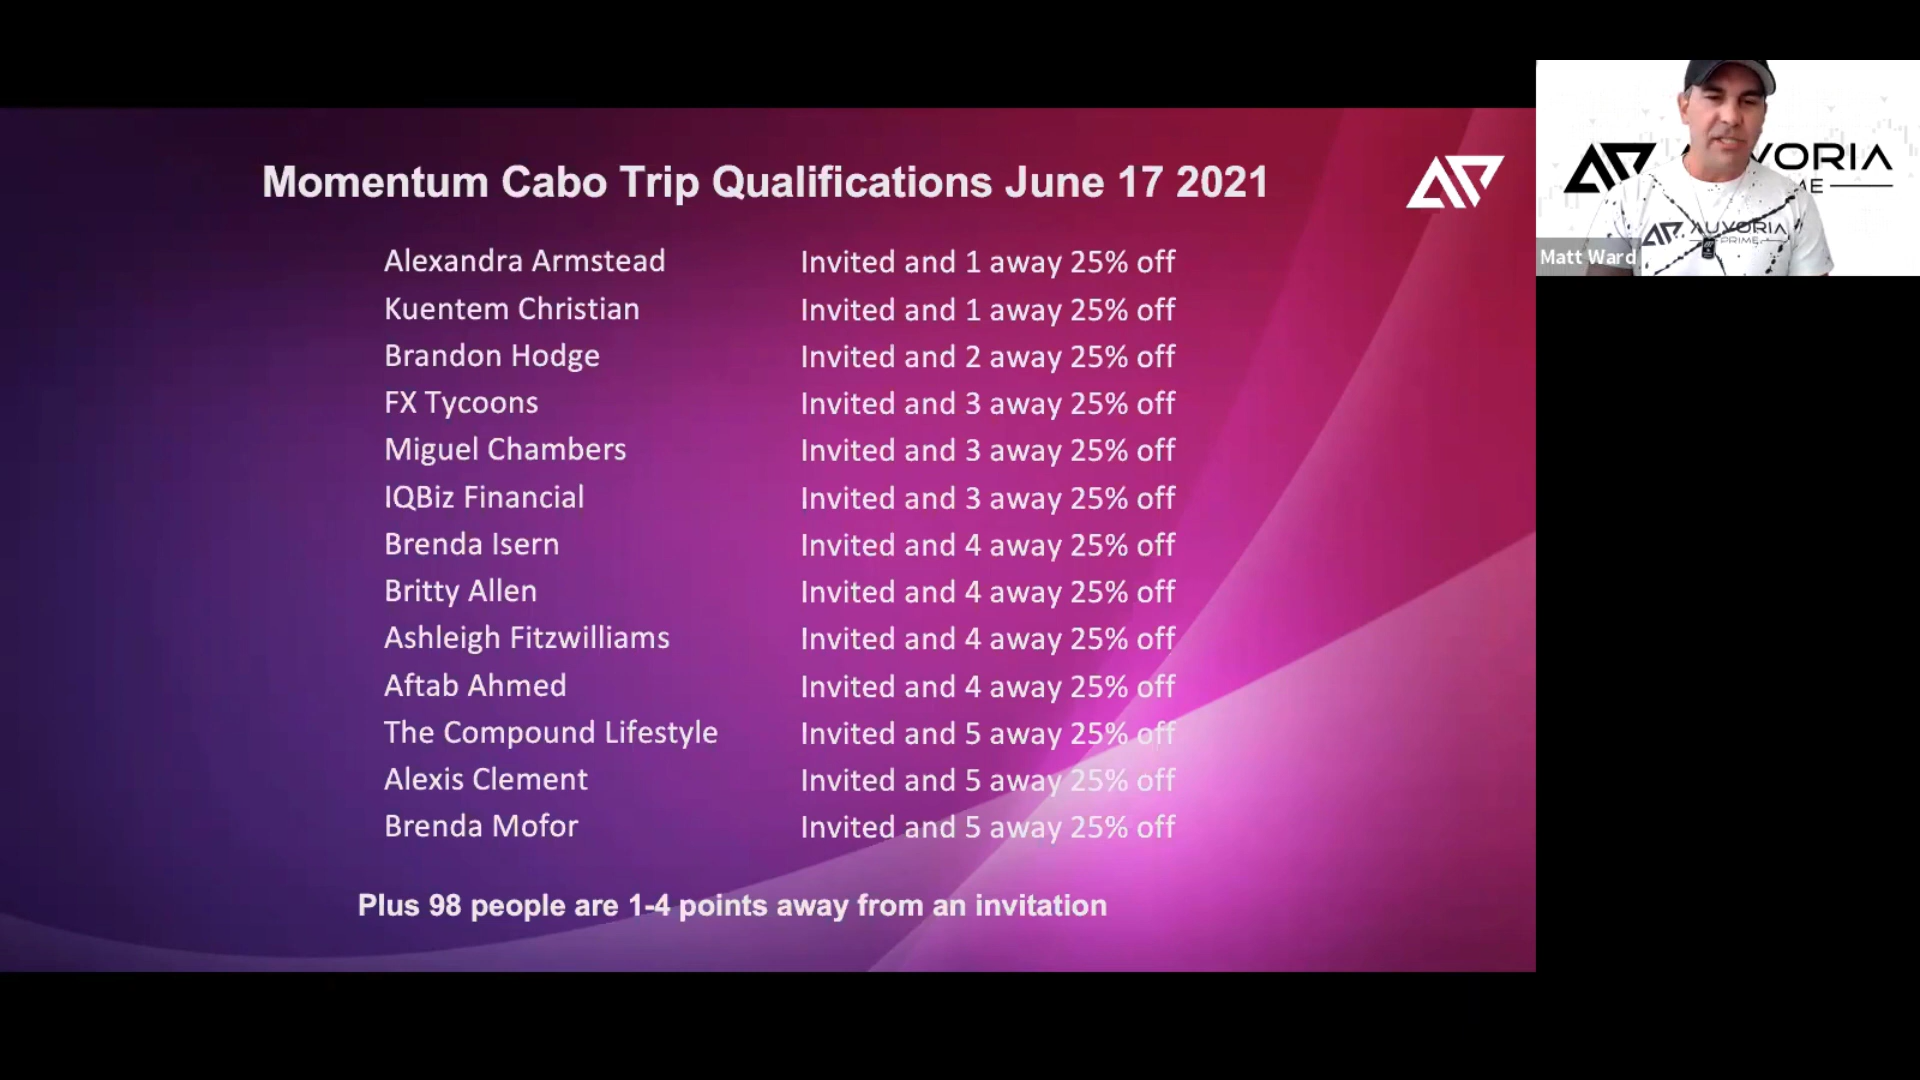 Momentum Cabo Trip Qualifications June 17 2021
Alexandra Armstead Invited and 1 away 25% off
Kuentem Christian Invited and 1 away 25% off
Brandon Hodge Invited and 2 away 25% off
FX Tycoons Invited and 3 away 25% off
Miguel Chambers Invited and 3 away 25% off
IQBiz Financial Invited and 3 away 25% off
Brenda Isern Invited and 4 away 25% off
Britty Allen Invited and 4 away 25% off
Ashleigh Fitzwilliams Invited and 4 away 25% off
Aftab Ahmed Invited and 4 away 25% off
The Compound Lifestyle Invited and 5 away 25% off
Alexis Clement Invited and 5 away 25% off
Brenda Mofor Invited and 5 away 25% off
Plus 98 people are 1-4 points away from an invitation
AUVORIA
PRIME
Matt Ward